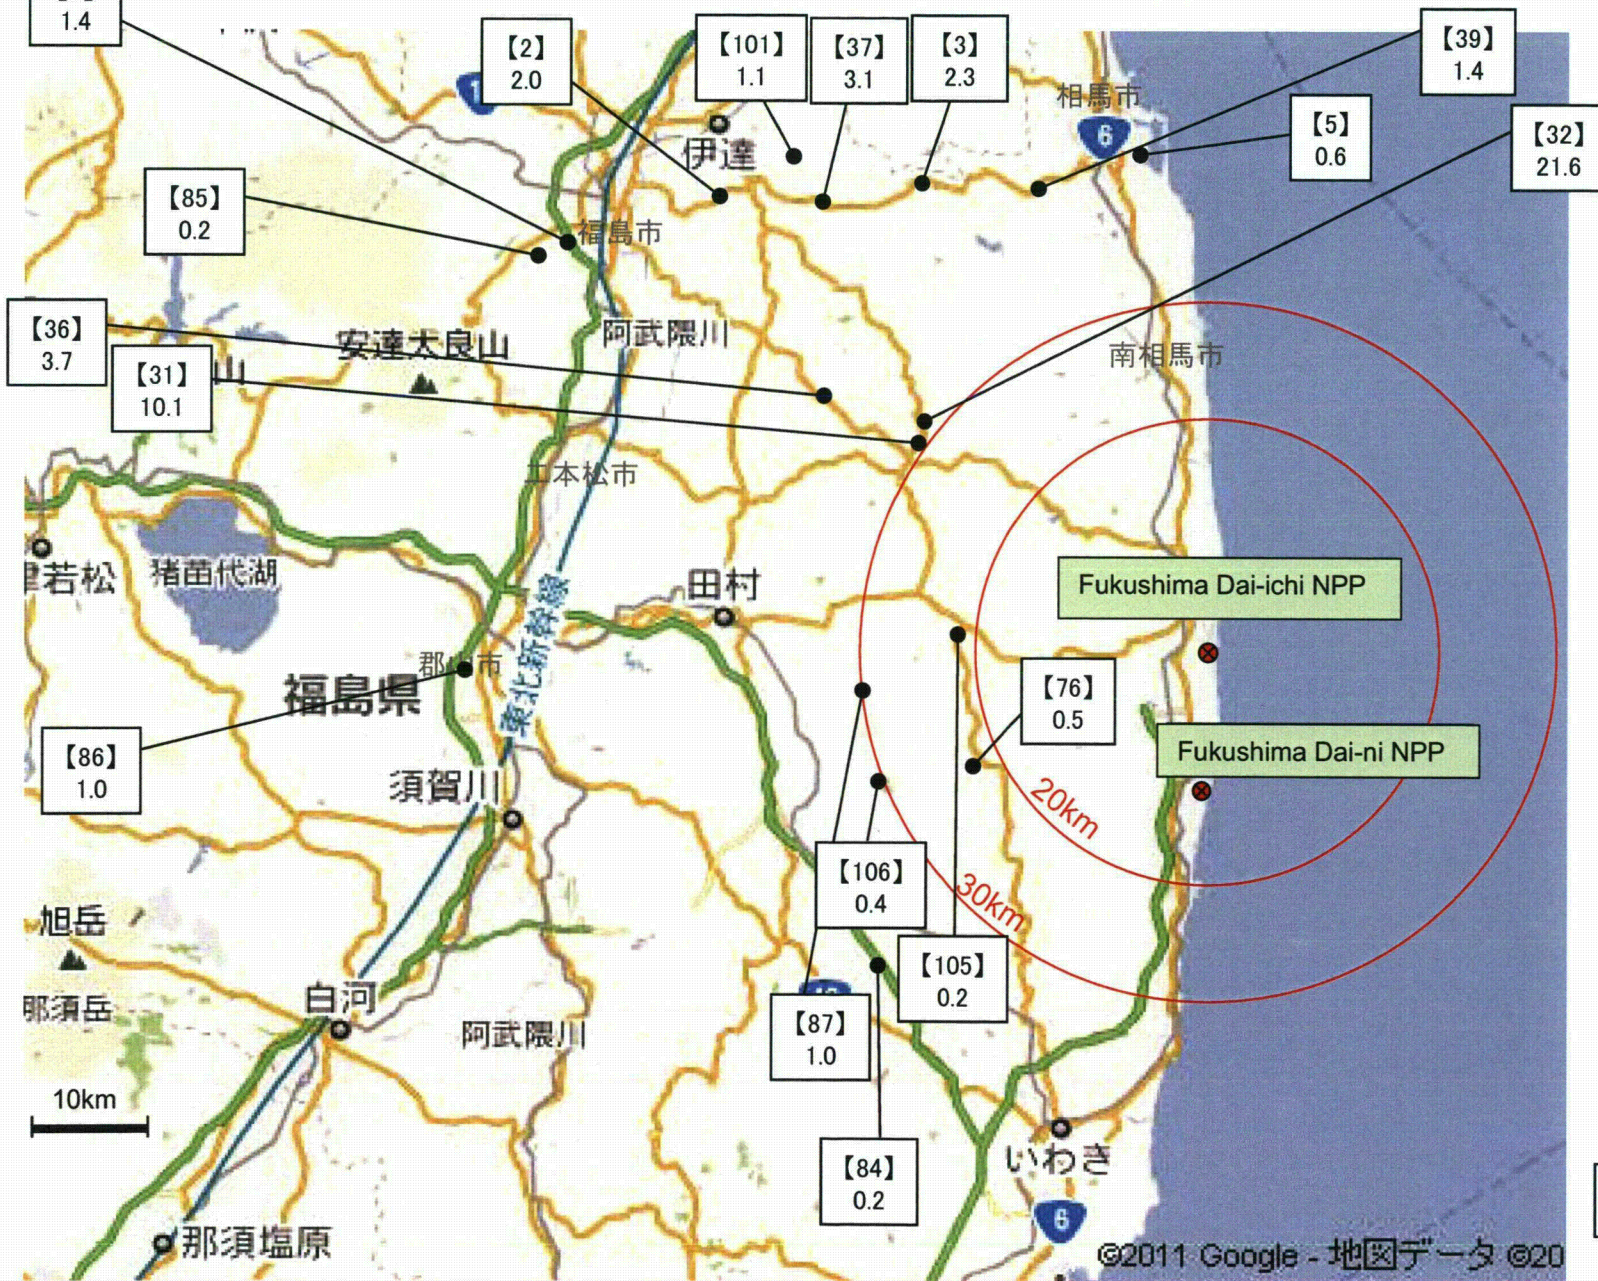 1.4
【2】
2.0
【101】
1.1
【37】
3.1
【3】
2.3
【39】
1.4
相馬市
6
【5】
0.6
【32】
21.6
伊達
【85】
0.2
福島市
【36】
3.7
安達太良山
阿武隈川
南相馬市
【31】
10.1
山
二本松市
津若松
猪苗代湖
田村
Fukushima Dai-ichi NPP
東北新幹線
郡山市
福島県
【76】
0.5
【86】
1.0
Fukushima Dai-ni NPP
須賀川
20km
【106】
0.4
30km
旭岳
【105】
0.2
那須岳
白河
阿武隈川
【87】
1.0
10km
【84】
0.2
いわき
6
那須塩原
©2011 Google - 地図データ ©20